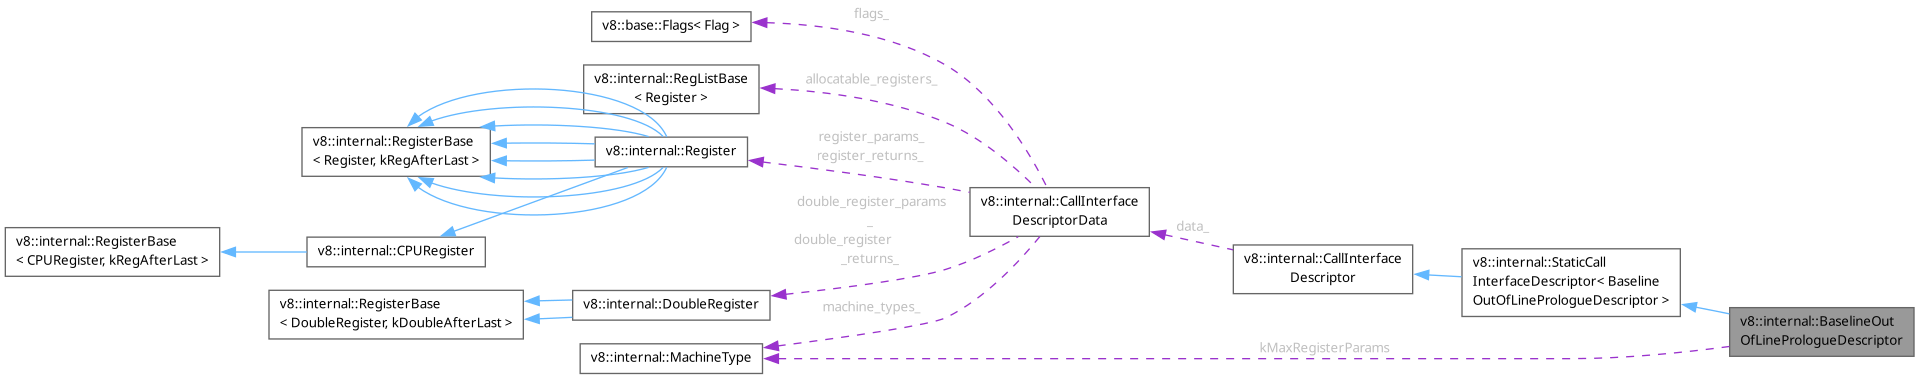 flags_
v8::base::Flags< Flag >
v8::internal::RegListBase
< Register >
allocatable_registers_
v8::internal::RegisterBase
< Register, kRegAfterLast >
v8::internal::Register
register_params_
register_returns_
v8::internal::CallInterface
DescriptorData
double_register_params
_
double_register
_returns_
data_
v8::internal::RegisterBase
< CPURegister, kRegAfterLast >
v8::internal::CPURegister
v8::internal::CallInterface
Descriptor
v8::internal::StaticCall
InterfaceDescriptor< Baseline
OutOfLinePrologueDescriptor >
v8::internal::RegisterBase
< DoubleRegister, kDoubleAfterLast >
v8::internal::DoubleRegister
machine_types_
v8::internal::BaselineOut
OfLinePrologueDescriptor
v8::internal::MachineType
kMaxRegisterParams